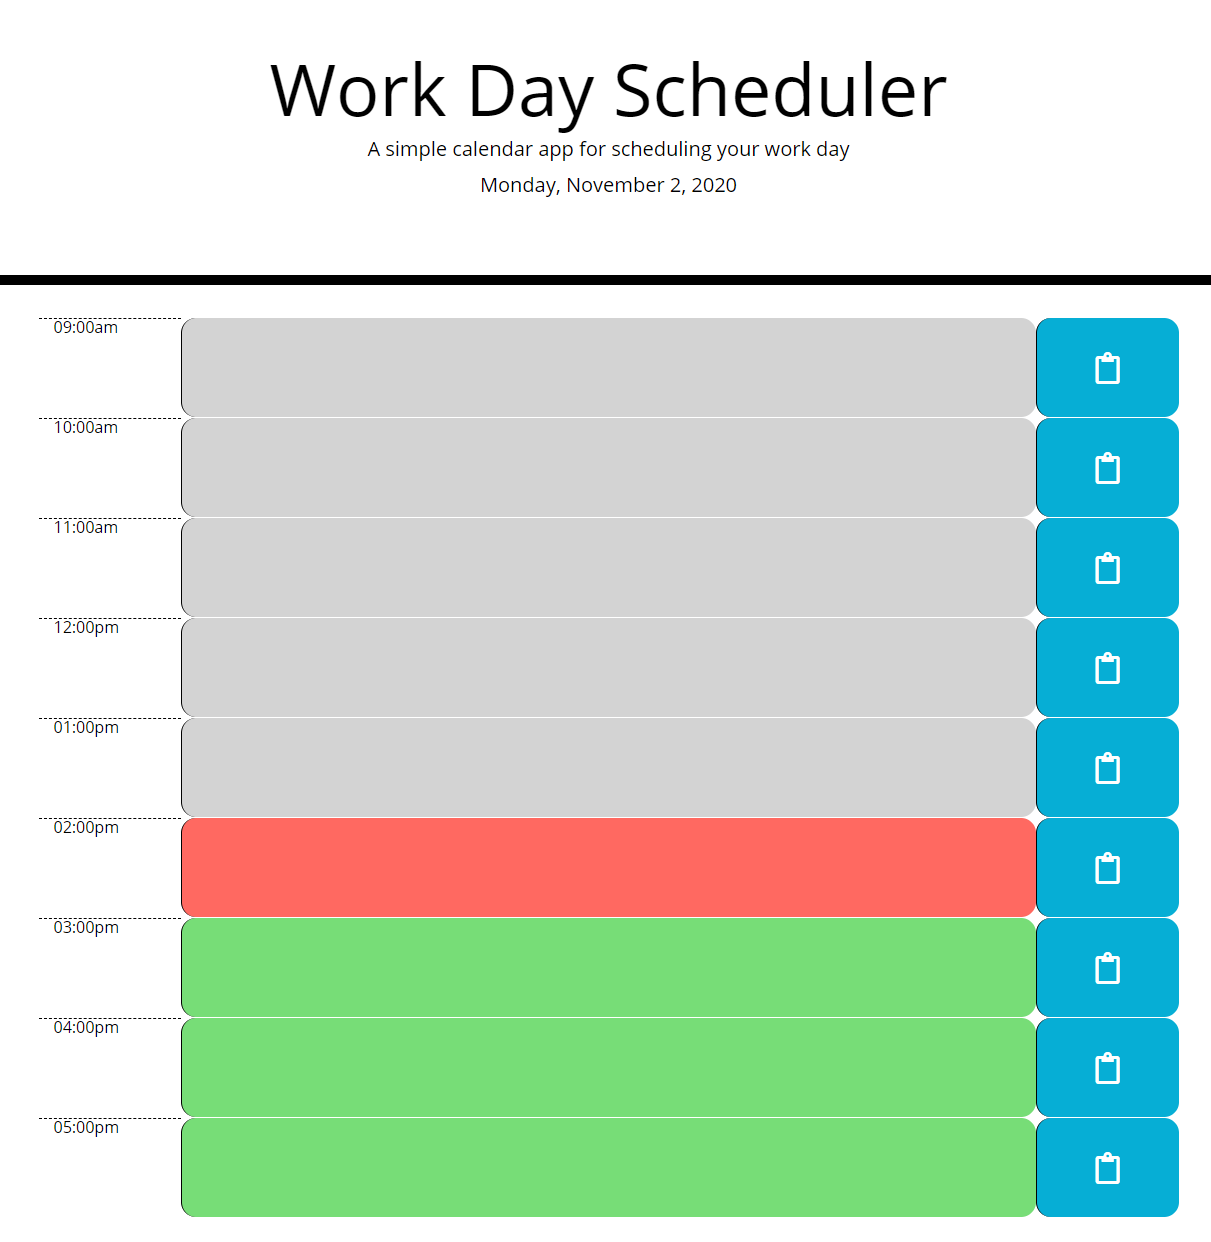 Work Day Scheduler
A simple calendar app for scheduling your work day
Monday, November 2, 2020
09:00am
10:00am
11:00am
12:00pm
01:00pm
02:00pm
03:00pm
04:00pm
05:00pm